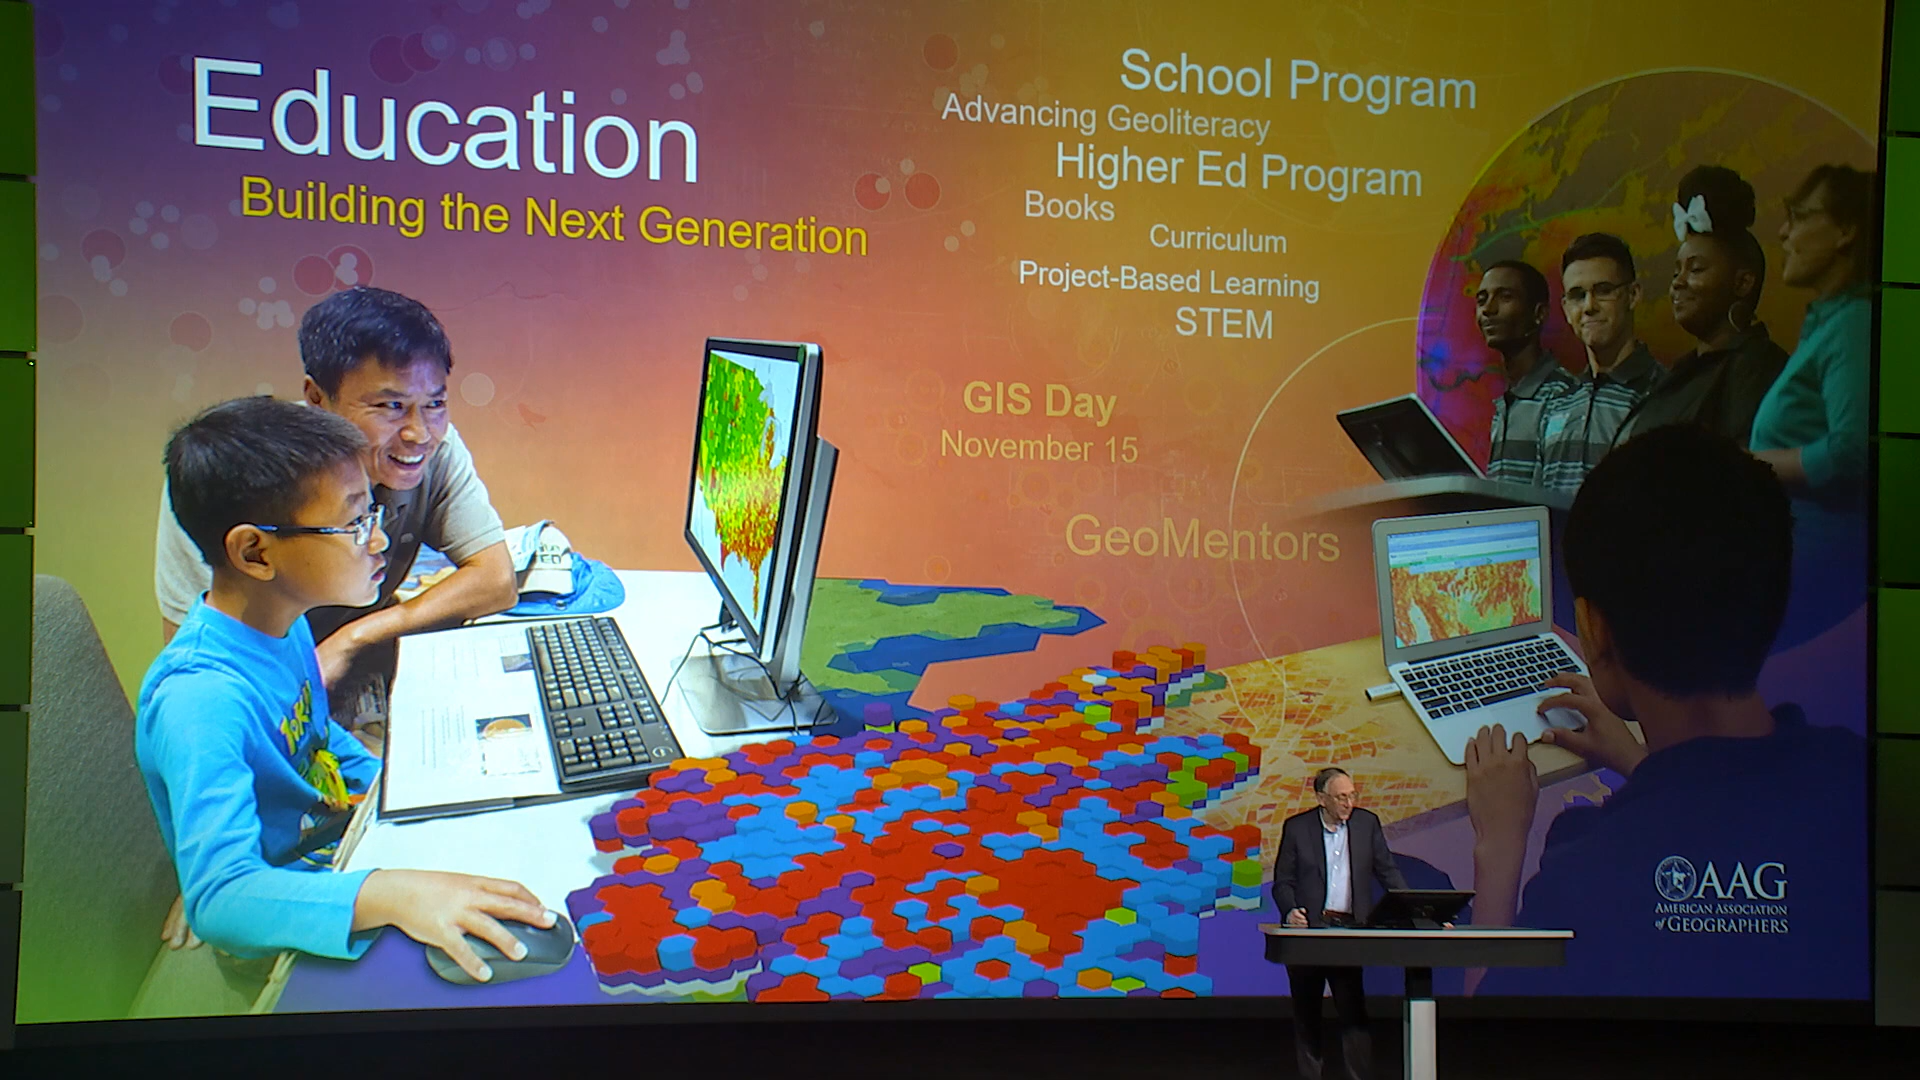 Education
Building the Next Generation
School Program
Advancing Geoliteracy
Higher Ed Program
Books
Curriculum
Project-Based Learning
STEM
GIS Day
November 15
GeoMentors
AAG
AMERICAN ASSOCIATION
of GEOGRAPHERS